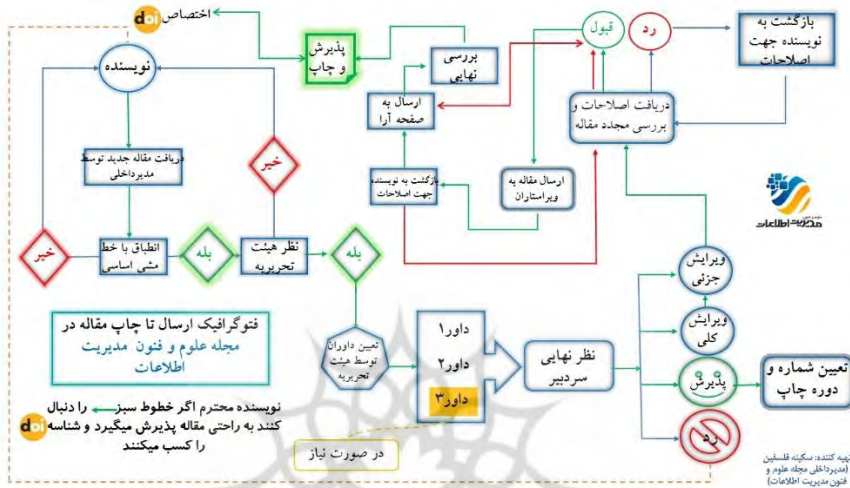 اختصاص doi
نویسنده
دریافت مقاله جدید توسط
مدیرداخلی
انطباق با خط
مشی اساسی
خیر
بله
نظر هیئت
تحریریه
خیر
بله
تعیین داوران
توسط هیئت
تحریریه
داور۱
داور۲
داور۳
در صورت نیاز
نظر نهایی
سردبیر
ویرایش
جزئی
ویرایش
کلی
پذیرش
رد
تعیین شماره و
دوره چاپ
دریافت اصلاحات و
بررسی مجدد مقاله
بازگشت به
نویسنده جهت
اصلاحات
رد
قبول
ارسال مقاله به
ویراستاران
بازگشت به نویسنده
جهت اصلاحات
ارسال به
صفحه آرا
بررسی
نهایی
پذیرش
و چاپ
مدیریت اطلاعات
فتوگرافیک ارسال تا چاپ مقاله در
مجله علوم و فنون مدیریت
اطلاعات
نویسنده محترم اگر خطوط سبز را دنبال
کنند به راحتی مقاله پذیرش میگیرد و شناسه doi
را کسب میکنند
تهیه کننده: سکینه قلسفین
(مدیرداخلی مجله علوم و
فنون مدیریت اطلاعات)